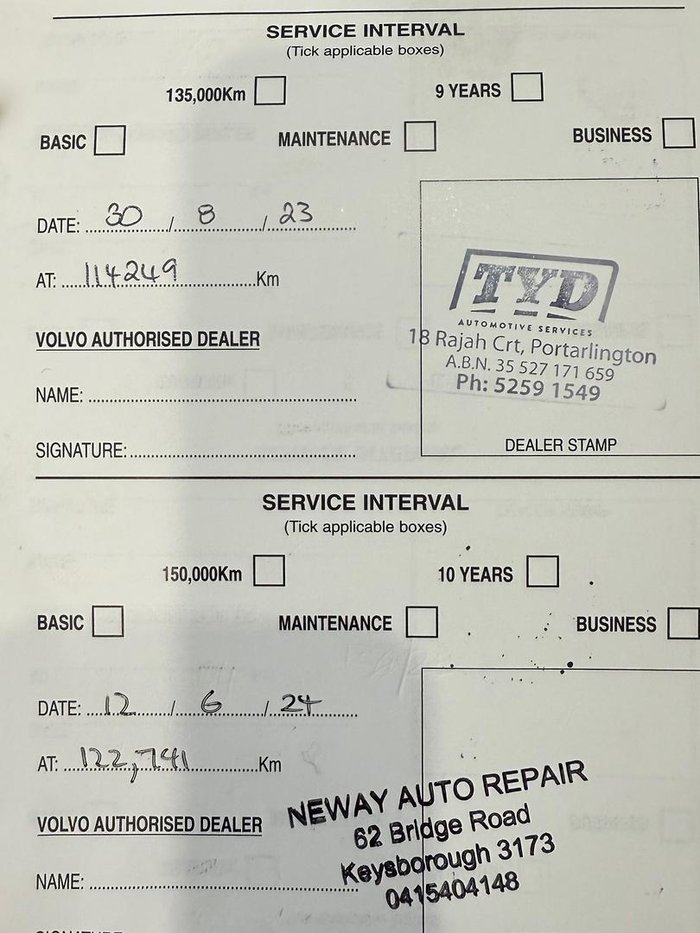 SERVICE INTERVAL
(Tick applicable boxes)
135,000Km 9 YEARS
BASIC MAINTENANCE BUSINESS
DATE: 30 / 8 / 23
AT: 114249 Km
VOLVO AUTHORISED DEALER
NAME:
SIGNATURE:
TYD
AUTOMOTIVE SERVICES
18 Rajah Crt, Portarlington
A.B.N. 35 527 171 659
Ph: 5259 1549
DEALER STAMP
SERVICE INTERVAL
(Tick applicable boxes)
150,000Km 10 YEARS
BASIC MAINTENANCE BUSINESS
DATE: 12 / 6 / 24
AT: 122,741 Km
VOLVO AUTHORISED DEALER
NAME:
NEWAY AUTO REPAIR
62 Bridge Road
Keysborough 3173
0415404148